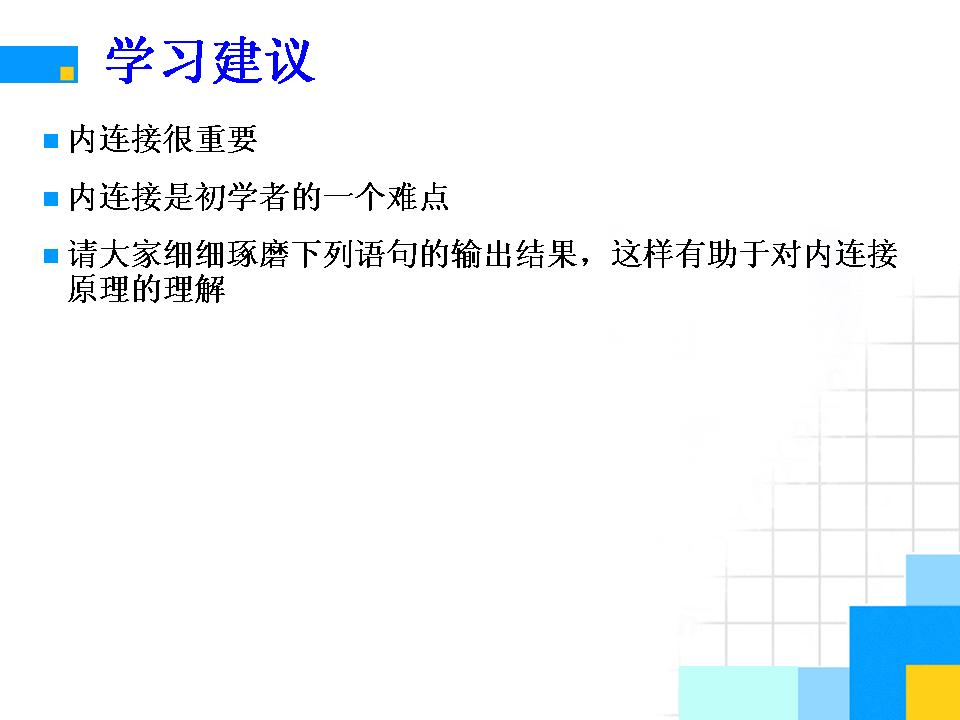 学习建议
内连接很重要
内连接是初学者的一个难点
请大家细细琢磨下列语句的输出结果，这样有助于对内连接
原理的理解